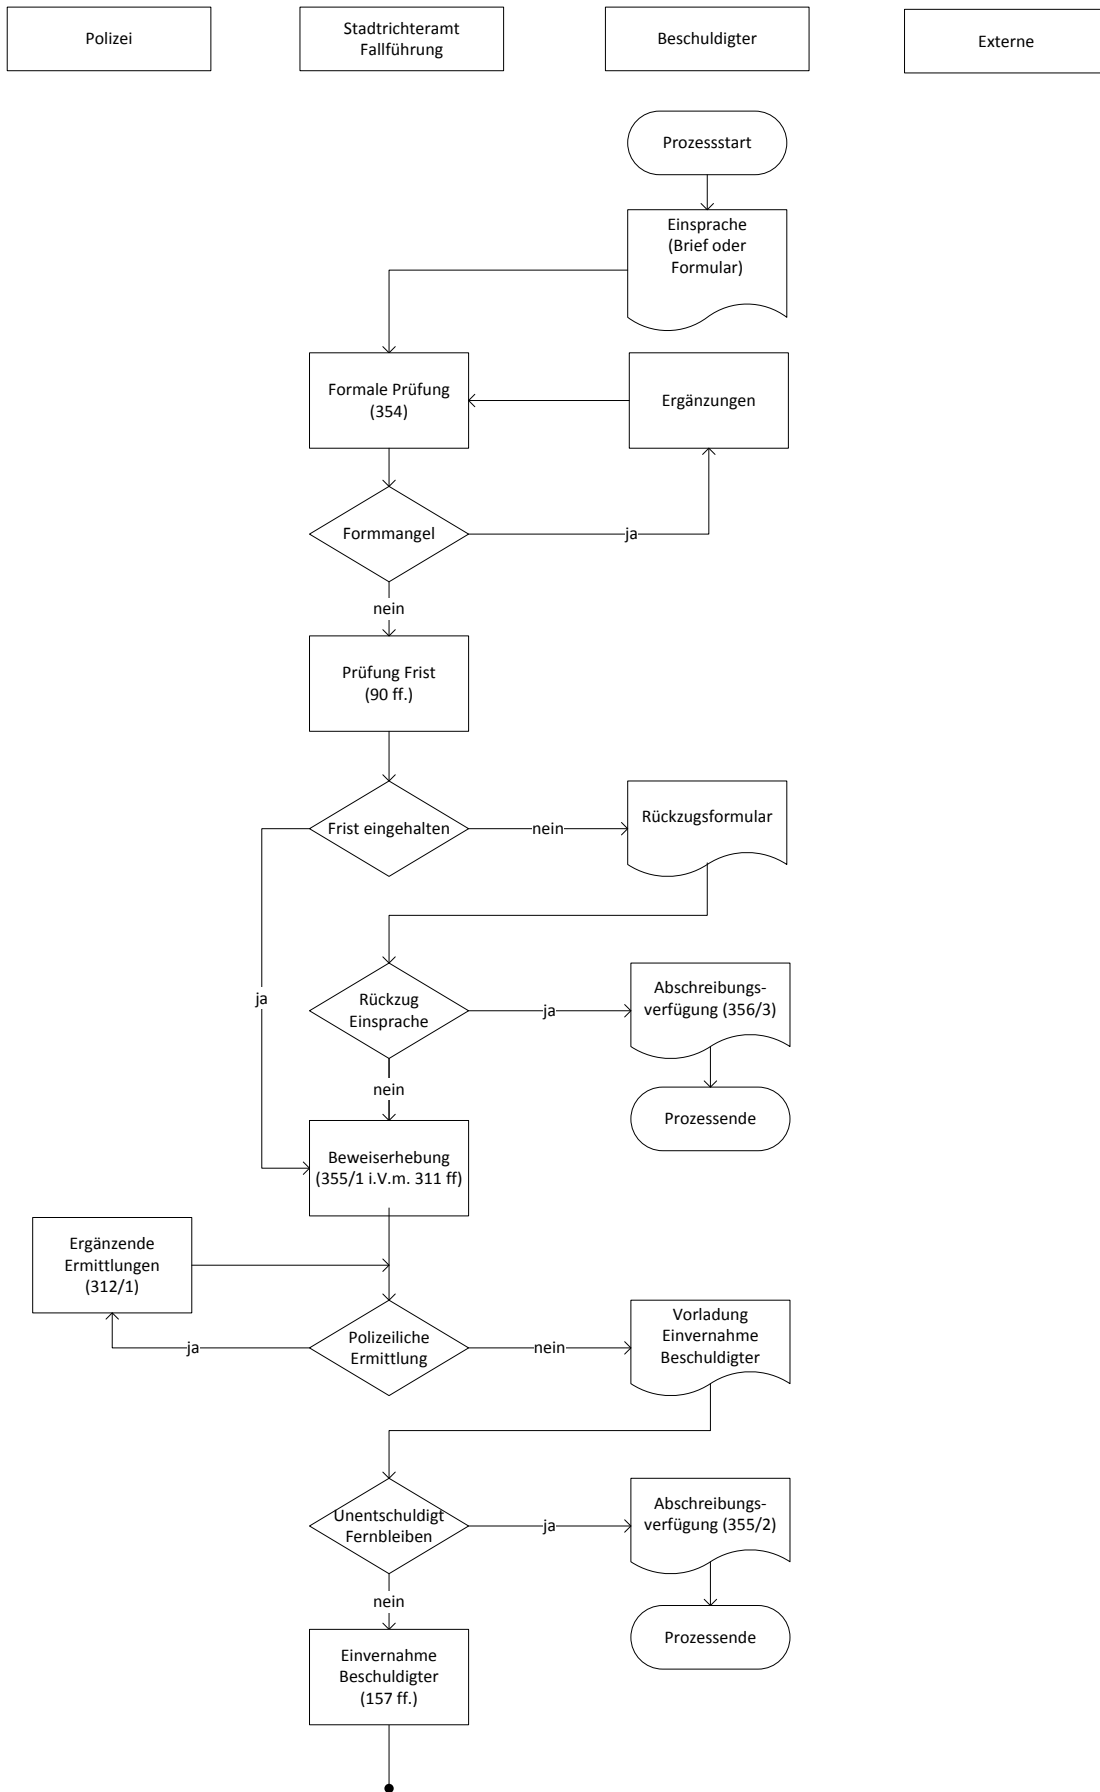 Polizei
Stadtrichteramt
Fallführung
Beschuldigter
Externe
Prozessstart
Einsprache
(Brief oder
Formular)
Formale Prüfung
(354)
Ergänzungen
Formmangel
ja
nein
Prüfung Frist
(90 ff.)
Frist eingehalten
nein
Rückzugsformular
ja
Rückzug
Einsprache
ja
Abschreibungs-
verfügung (356/3)
nein
Prozessende
Beweiserhebung
(355/1 i.V.m. 311 ff)
Ergänzende
Ermittlungen
(312/1)
ja
Polizeiliche
Ermittlung
nein
Vorladung
Einvernahme
Beschuldigter
Unentschuldigt
Fernbleiben
ja
Abschreibungs-
verfügung (355/2)
nein
Prozessende
Einvernahme
Beschuldigter
(157 ff.)